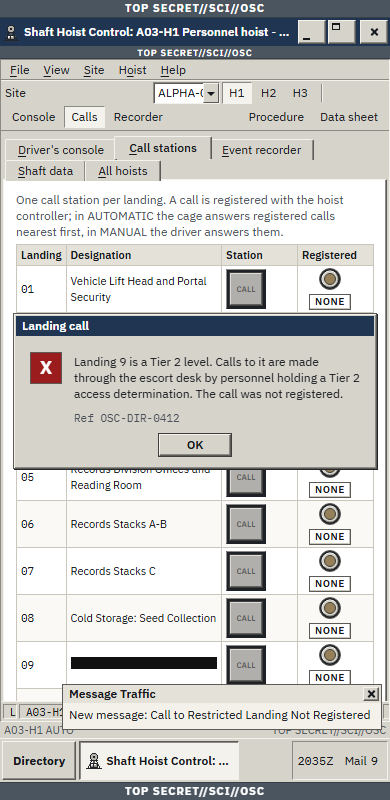 TOP SECRET//SCI//OSC
Shaft Hoist Control: A03-H1 Personnel hoist - ...
TOP SECRET//SCI//OSC
File View Site Hoist Help
Site ALPHA-0 H1 H2 H3
Console Calls Recorder Procedure Data sheet
Driver's console Call stations Event recorder
Shaft data All hoists
One call station per landing. A call is registered with the hoist
controller; in AUTOMATIC the cage answers registered calls
nearest first, in MANUAL the driver answers them.
Landing Designation Station Registered
01 Vehicle Lift Head and Portal
Security CALL NONE
Landing call
X
Landing 9 is a Tier 2 level. Calls to it are made
through the escort desk by personnel holding a Tier 2
access determination. The call was not registered.
Ref OSC-DIR-0412
OK
05 Records Division Offices and
Reading Room CALL NONE
06 Records Stacks A-B CALL NONE
07 Records Stacks C CALL NONE
08 Cold Storage: Seed Collection CALL NONE
09 CALL NONE
Message Traffic
New message: Call to Restricted Landing Not Registered
L A03-H1
A03-H1 AUTO TOP SECRET//SCI//OSC
Directory Shaft Hoist Control: ... 2035Z Mail 9
TOP SECRET//SCI//OSC